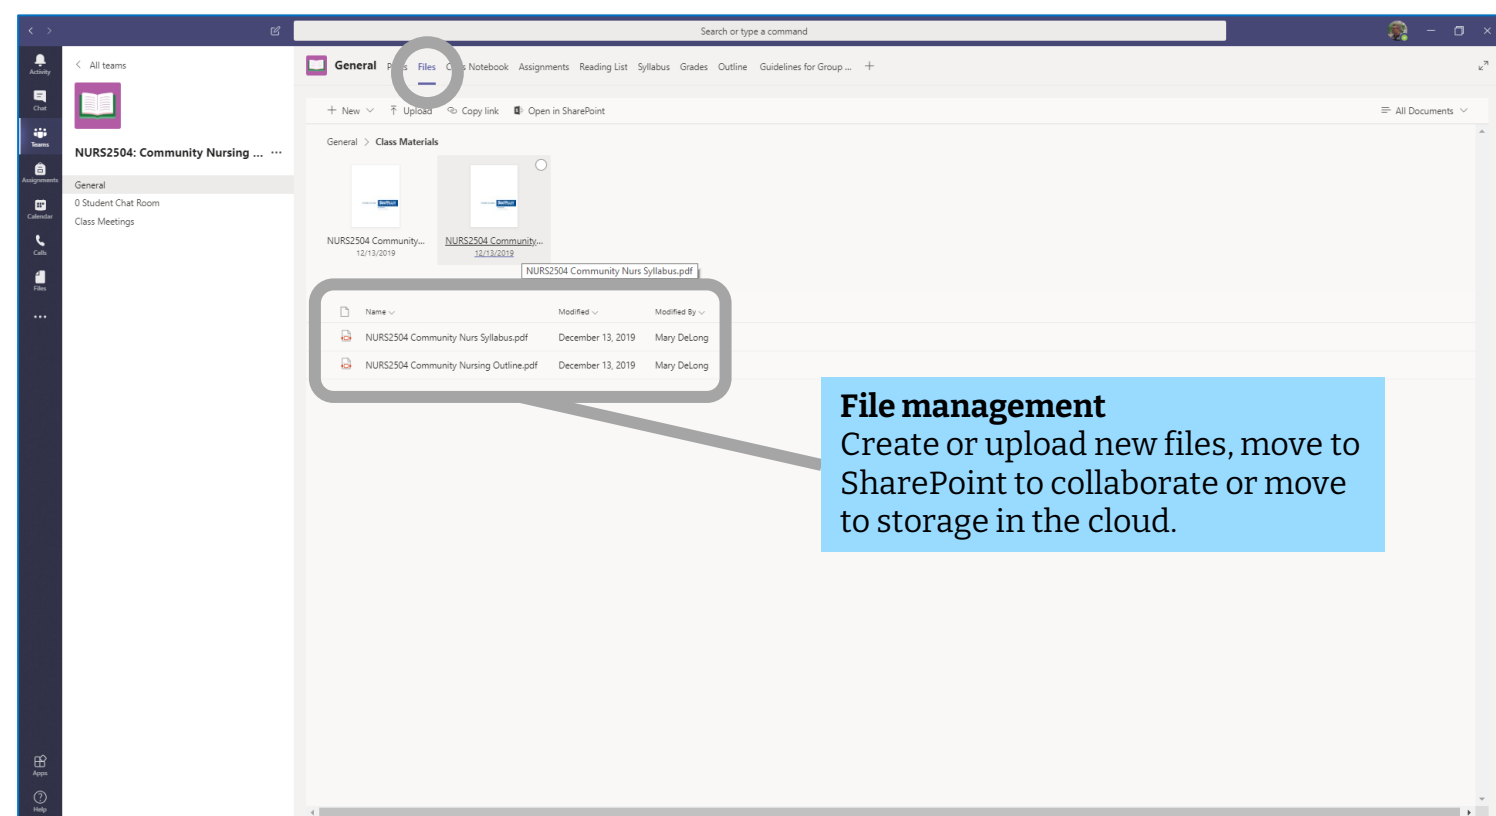 Search or type a command
Activity
Chat
Teams
Assignments
Calendar
Calls
Files
Apps
Help
All teams
NURS2504: Community Nursing ...
General
0 Student Chat Room
Class Meetings
General Files Notebook Assignments Reading List Syllabus Grades Outline Guidelines for Group ...
New Upload Copy link Open in SharePoint All Documents
General > Class Materials
NURS2504 Community... NURS2504 Community...
12/13/2019 12/13/2019
NURS2504 Community Nurs Syllabus.pdf
Name Modified Modified By
NURS2504 Community Nurs Syllabus.pdf December 13, 2019 Mary DeLong
NURS2504 Community Nursing Outline.pdf December 13, 2019 Mary DeLong
File management
Create or upload new files, move to
SharePoint to collaborate or move
to storage in the cloud.